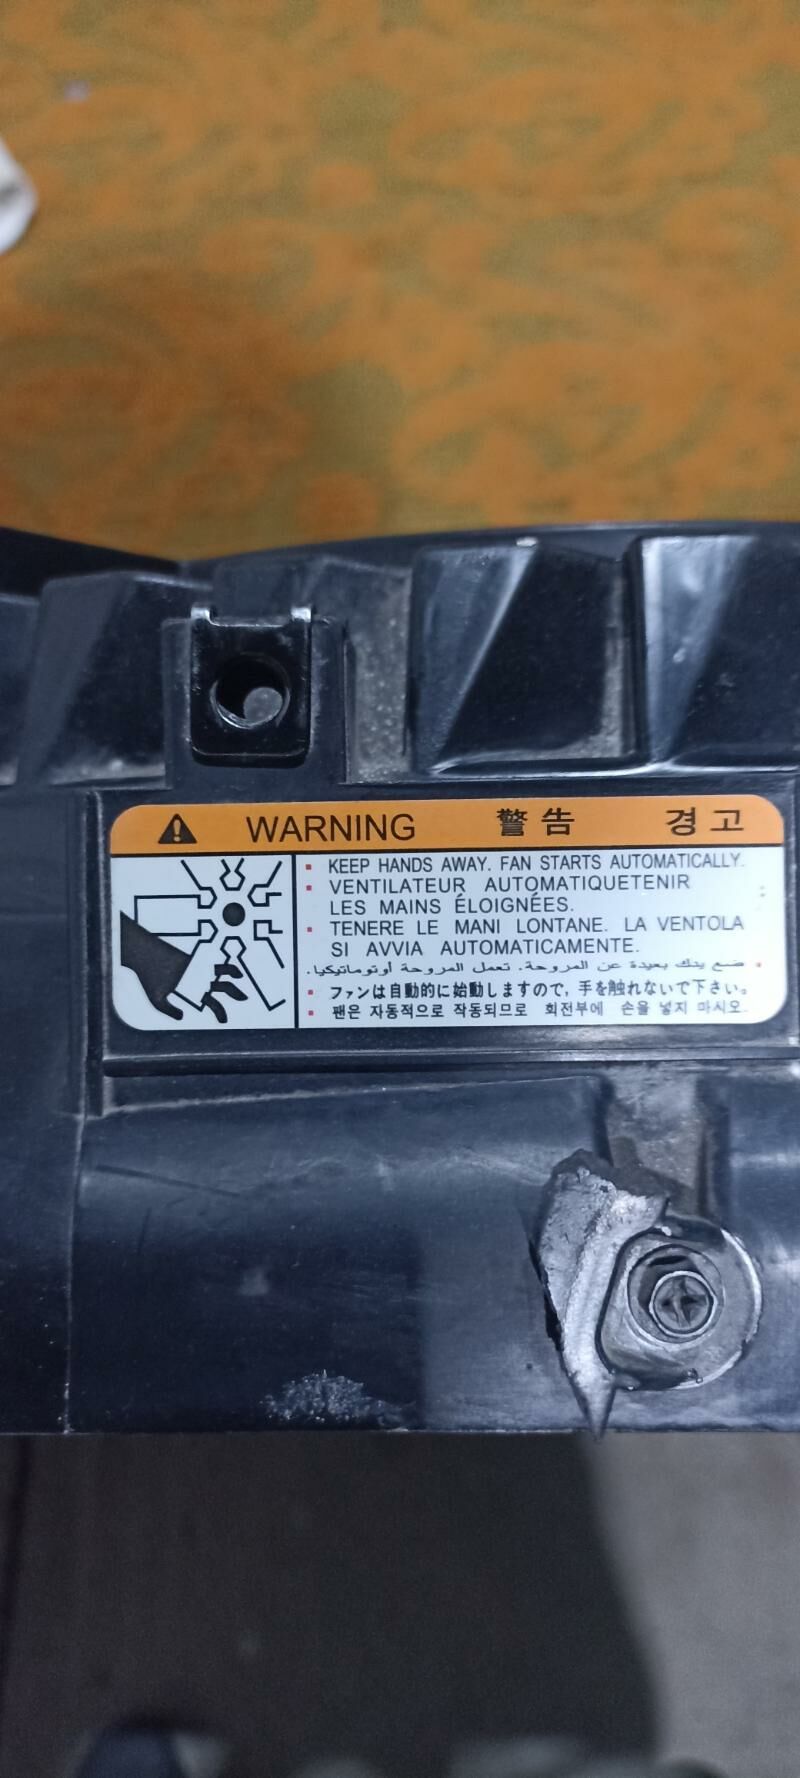 WARNING 警告 경고
KEEP HANDS AWAY. FAN STARTS AUTOMATICALLY.
VENTILATEUR AUTOMATIQUETENIR
LES MAINS ÉLOIGNÉES.
TENERE LE MANI LONTANE. LA VENTOLA
SI AVVIA AUTOMATICAMENTE.
ضع يدك بعيدة عن المروحة. تعمل المروحة أوتوماتيكيا.
ファンは自動的に始動しますので, 手を触れないで下さい。
팬은 자동적으로 작동되므로 회전부에 손을 넣지 마시오.